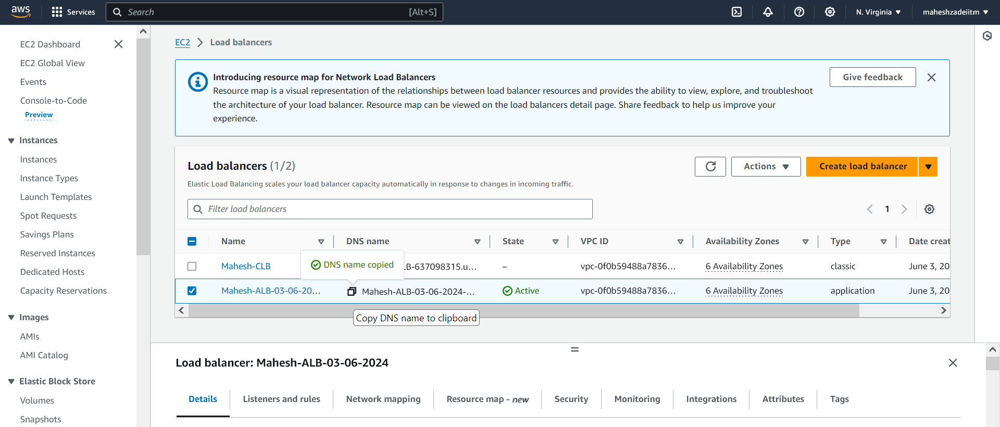 aws
Services
Search
[Alt+S]
N. Virginia
maheshzadeiitm
EC2 Dashboard
EC2 Global View
Events
Console-to-Code
Preview
Instances
Instances
Instance Types
Launch Templates
Spot Requests
Savings Plans
Reserved Instances
Dedicated Hosts
Capacity Reservations
Images
AMIs
AMI Catalog
Elastic Block Store
Volumes
Snapshots
EC2 > Load balancers
Introducing resource map for Network Load Balancers
Resource map is a visual representation of the relationships between load balancer resources and provides the ability to view, explore, and troubleshoot
the architecture of your load balancer. Resource map can be viewed on the load balancers detail page. Share feedback to help us improve your
experience.
Give feedback
Load balancers (1/2)
Elastic Load Balancing scales your load balancer capacity automatically in response to changes in incoming traffic.
Actions
Create load balancer
Filter load balancers
1
Name DNS name State VPC ID Availability Zones Type Date creat
DNS name copied
Mahesh-CLB LB-637098315.u... – vpc-0f0b59488a7836... 6 Availability Zones classic June 3, 20
Mahesh-ALB-03-06-20... Mahesh-ALB-03-06-2024-... Active vpc-0f0b59488a7836... 6 Availability Zones application June 3, 20
Copy DNS name to clipboard
Load balancer: Mahesh-ALB-03-06-2024
Details Listeners and rules Network mapping Resource map - new Security Monitoring Integrations Attributes Tags